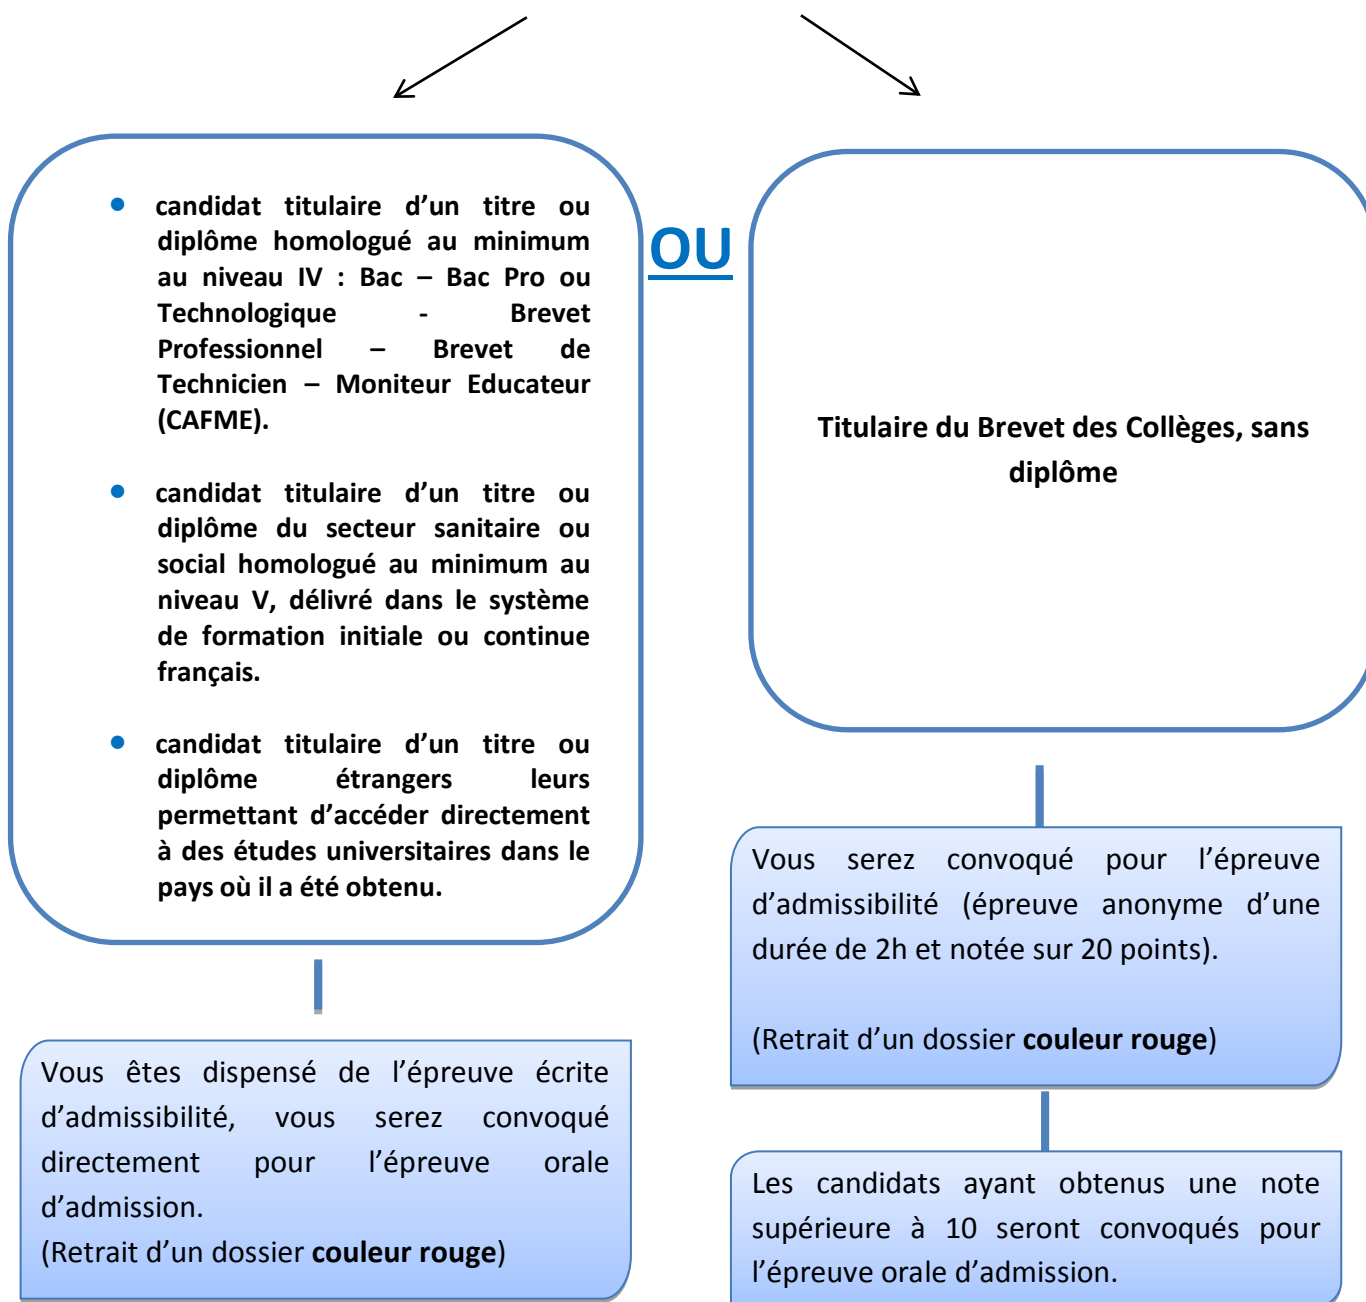 candidat titulaire d’un titre ou
diplôme homologué au minimum
au niveau IV : Bac – Bac Pro ou
Technologique - Brevet
Professionnel – Brevet de
Technicien – Moniteur Educateur
(CAFME).
candidat titulaire d’un titre ou
diplôme du secteur sanitaire ou
social homologué au minimum au
niveau V, délivré dans le système
de formation initiale ou continue
français.
candidat titulaire d’un titre ou
diplôme étrangers leurs
permettant d’accéder directement
à des études universitaires dans le
pays où il a été obtenu.
Vous êtes dispensé de l’épreuve écrite
d’admissibilité, vous serez convoqué
directement pour l’épreuve orale
d’admission.
(Retrait d’un dossier couleur rouge)
OU
Titulaire du Brevet des Collèges, sans
diplôme
Vous serez convoqué pour l’épreuve
d’admissibilité (épreuve anonyme d’une
durée de 2h et notée sur 20 points).
(Retrait d’un dossier couleur rouge)
Les candidats ayant obtenus une note
supérieure à 10 seront convoqués pour
l’épreuve orale d’admission.